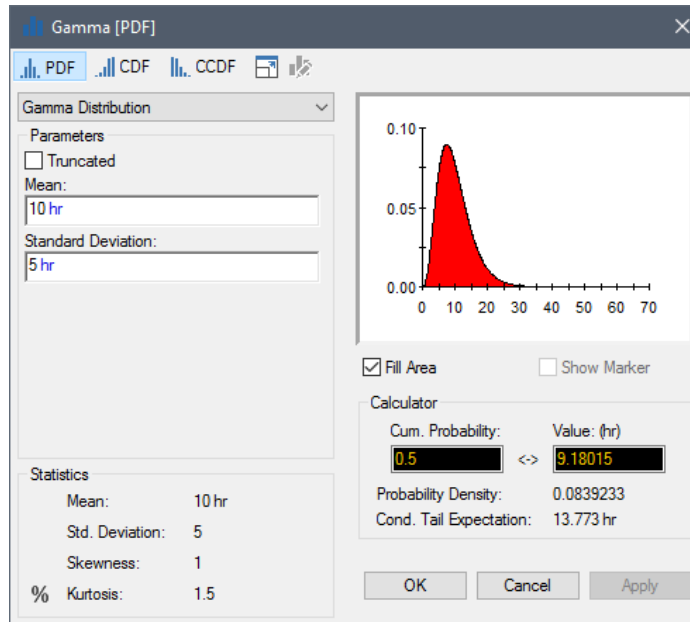 Gamma [PDF]
PDF CDF CCDF
Gamma Distribution
Parameters
Truncated
Mean:
10 hr
Standard Deviation:
5 hr
Statistics
Mean: 10 hr
Std. Deviation: 5
Skewness: 1
% Kurtosis: 1.5
0.10
0.05
0.00
0 10 20 30 40 50 60 70
Fill Area Show Marker
Calculator
Cum. Probability: Value: (hr)
0.5 <-> 9.18015
Probability Density: 0.0839233
Cond. Tail Expectation: 13.773 hr
OK Cancel Apply